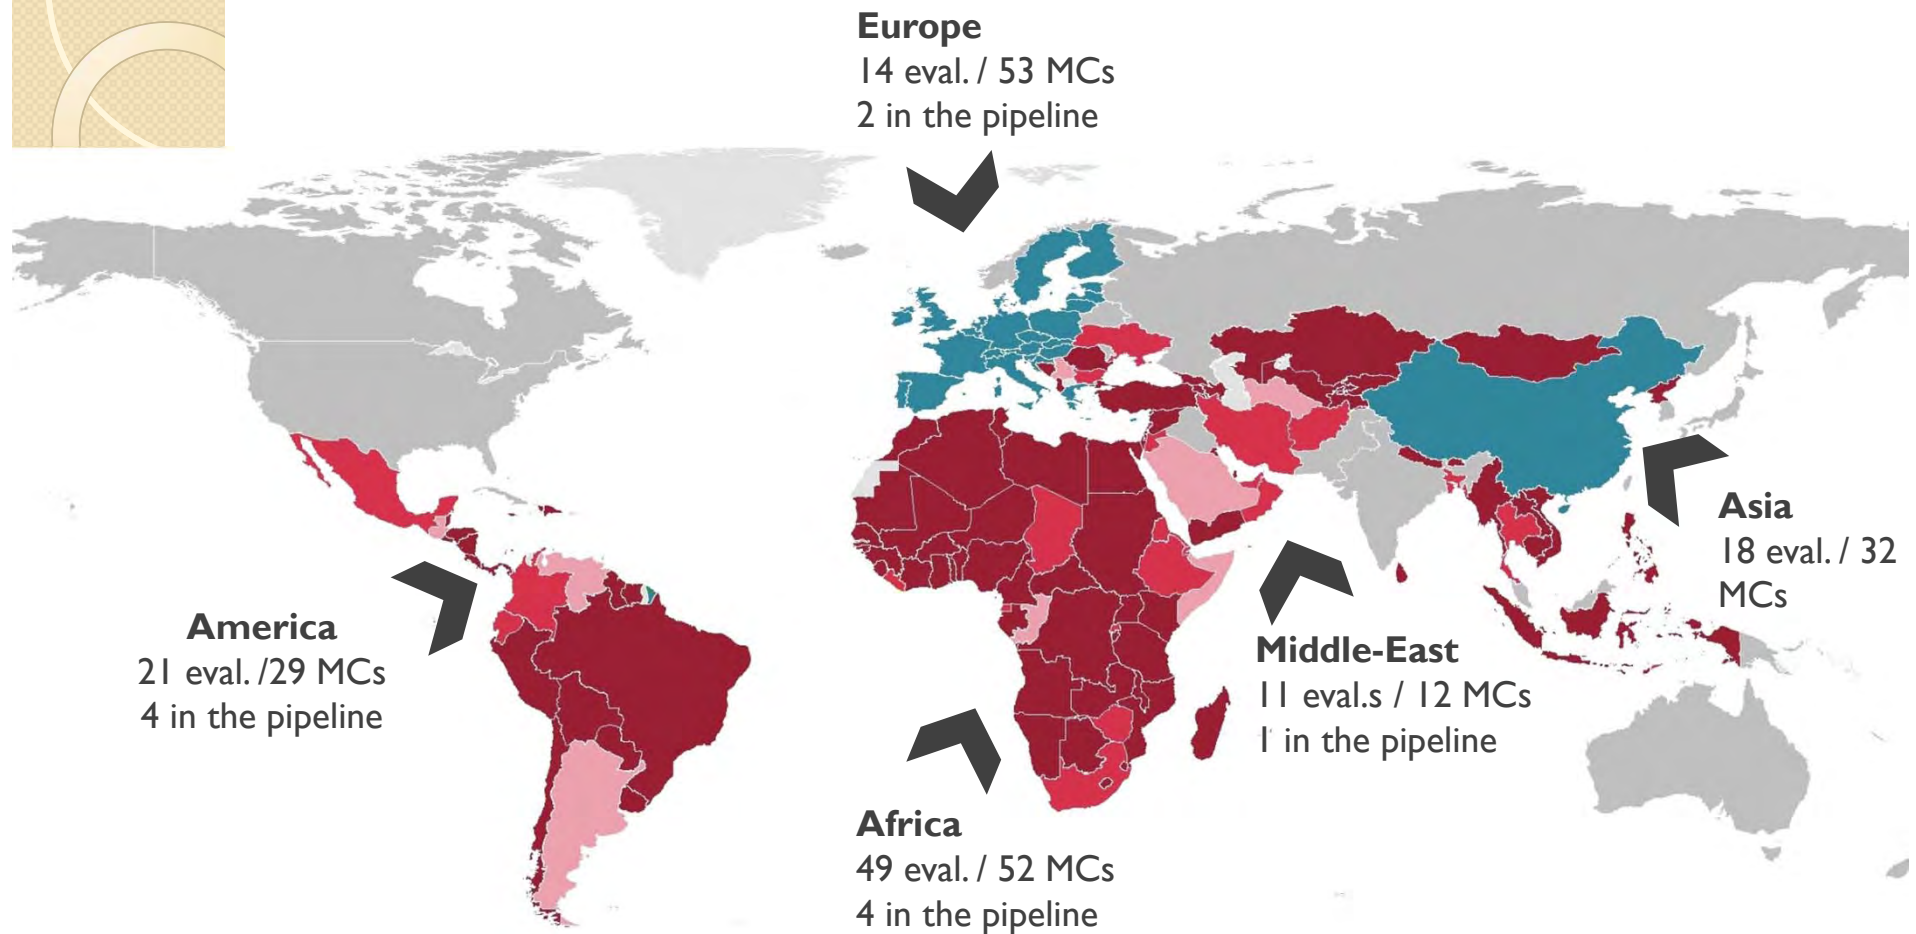 Europe
14 eval. / 53 MCs
2 in the pipeline
Asia
18 eval. / 32
MCs
America
21 eval. /29 MCs
4 in the pipeline
Middle-East
11 eval.s / 12 MCs
1 in the pipeline
Africa
49 eval. / 52 MCs
4 in the pipeline